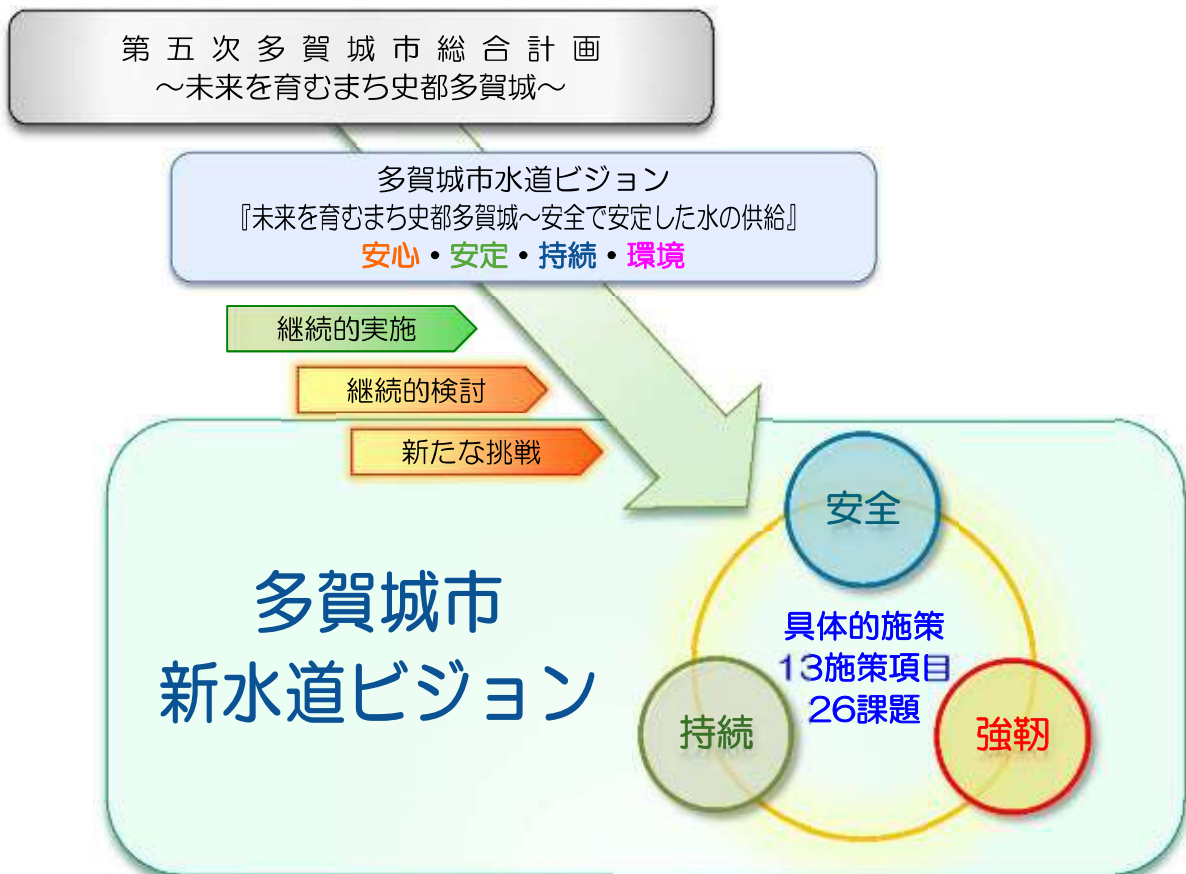 第五次多賀城市総合計画
～未来を育むまち史都多賀城～
多賀城市水道ビジョン
『未来を育むまち史都多賀城～安全で安定した水の供給』
安心・安定・持続・環境
継続的実施
継続的検討
新たな挑戦
多賀城市
新水道ビジョン
安全
具体的施策
13施策項目
26課題
持続
強靭